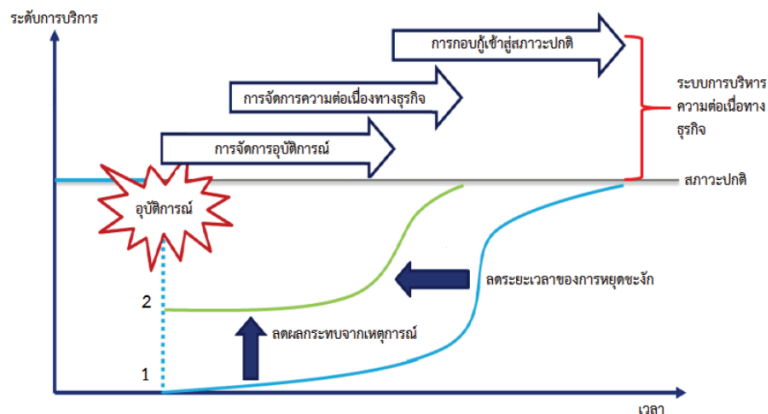 ระดับการบริการ
การกอบกู้เข้าสู่สภาวะปกติ
การจัดการความต่อเนื่องทางธุรกิจ
การจัดการอุบัติการณ์
ระบบการบริหาร
ความต่อเนื่อทาง
ธุรกิจ
สภาวะปกติ
อุบัติการณ์
ลดระยะเวลาของการหยุดชะงัก
2
ลดผลกระทบจากเหตุการณ์
1
เวลา